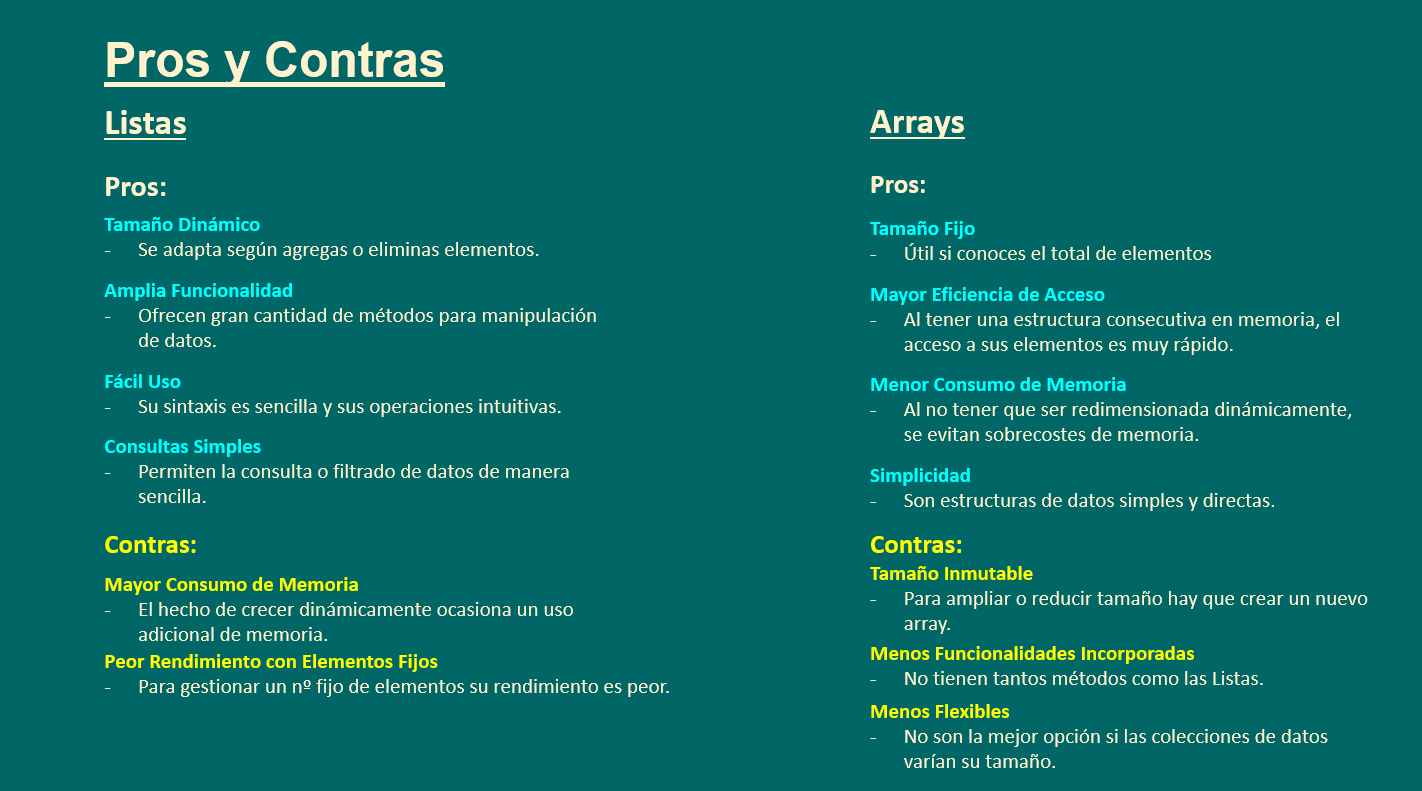 Pros y Contras
Listas
Pros:
Tamaño Dinámico
- Se adapta según agregas o eliminas elementos.
Amplia Funcionalidad
- Ofrecen gran cantidad de métodos para manipulación
de datos.
Fácil Uso
- Su sintaxis es sencilla y sus operaciones intuitivas.
Consultas Simples
- Permiten la consulta o filtrado de datos de manera
sencilla.
Contras:
Mayor Consumo de Memoria
- El hecho de crecer dinámicamente ocasiona un uso
adicional de memoria.
Peor Rendimiento con Elementos Fijos
- Para gestionar un nº fijo de elementos su rendimiento es peor.
Arrays
Pros:
Tamaño Fijo
- Útil si conoces el total de elementos
Mayor Eficiencia de Acceso
- Al tener una estructura consecutiva en memoria, el
acceso a sus elementos es muy rápido.
Menor Consumo de Memoria
- Al no tener que ser redimensionada dinámicamente,
se evitan sobrecostes de memoria.
Simplicidad
- Son estructuras de datos simples y directas.
Contras:
Tamaño Inmutable
- Para ampliar o reducir tamaño hay que crear un nuevo
array.
Menos Funcionalidades Incorporadas
- No tienen tantos métodos como las Listas.
Menos Flexibles
- No son la mejor opción si las colecciones de datos
varían su tamaño.